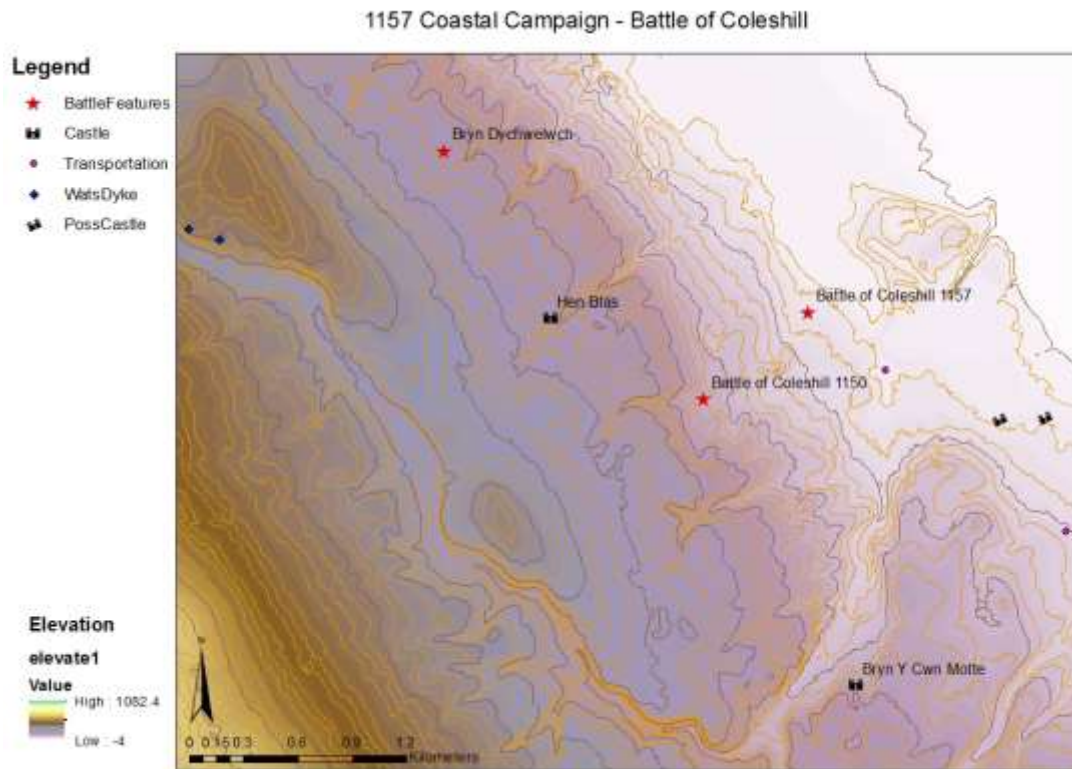 1157 Coastal Campaign - Battle of Coleshill
Legend
BattleFeatures
Castle
Transportation
WatsDyke
PossCastle
Bryn Dychwelwch
Hen Blas
Battle of Coleshill 1157
Battle of Coleshill 1150
Bryn Y Cwn Motte
Elevation
elevate1
Value
High : 1082.4
Low : -4
0 0.15 0.3 0.6 0.9 1.2
Kilometers